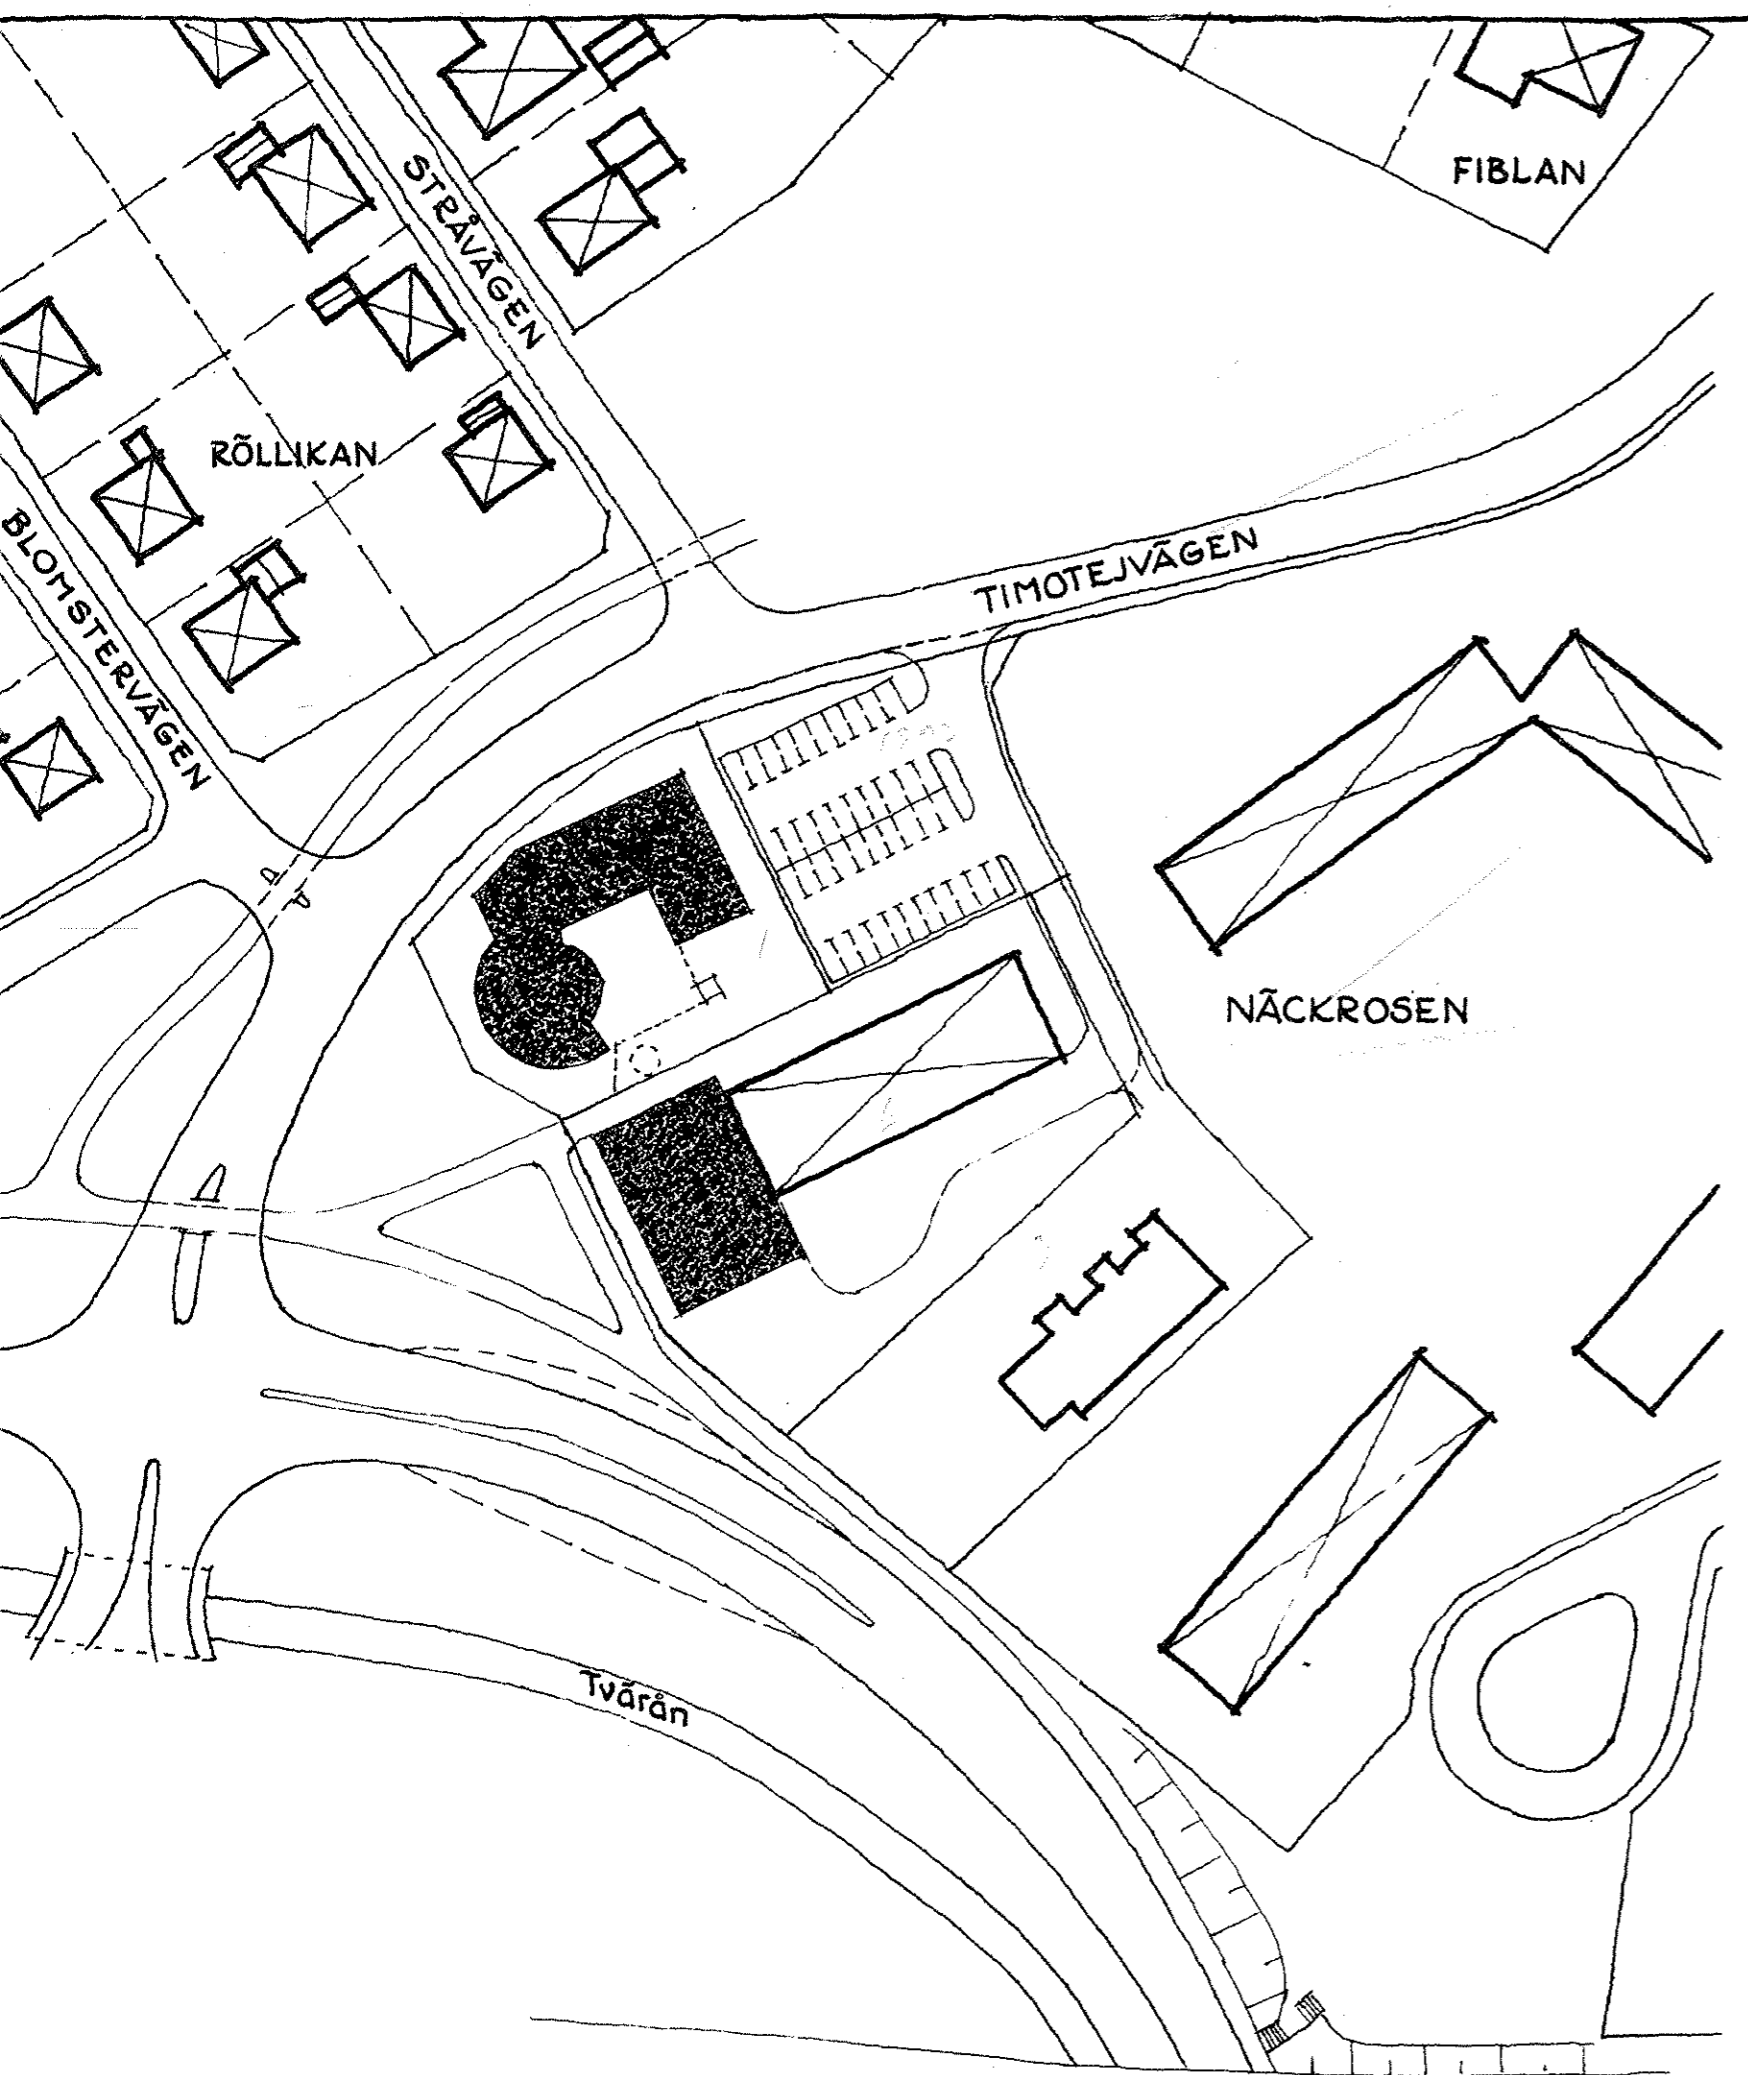 FIBLAN
STRÅVÄGEN
RÖLLIKAN
BLOMSTERVÄGEN
TIMOTEJVÄGEN
NÄCKROSEN
Tvärån